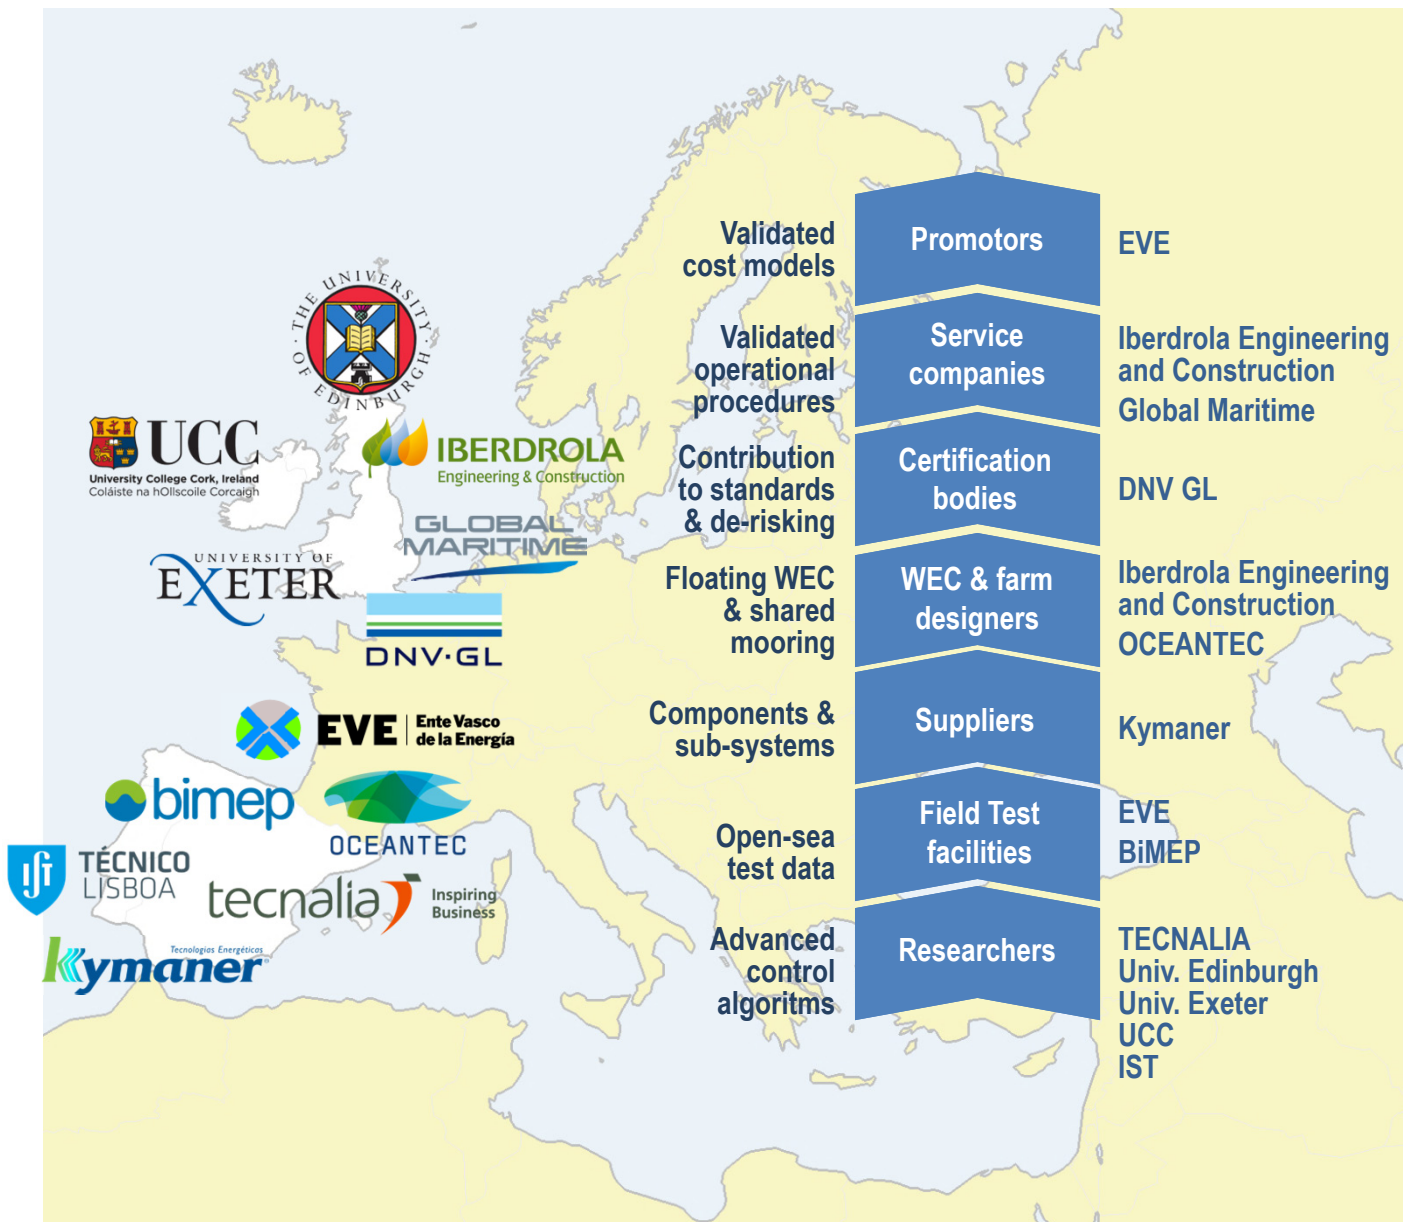 THE UNIVERSITY
OF EDINBURGH
UCC
University College Cork, Ireland
Coláiste na hOllscoile Corcaigh
IBERDROLA
Engineering & Construction
GLOBAL
MARITIME
UNIVERSITY OF
EXETER
DNV·GL
EVE
Ente Vasco
de la Energía
bimep
OCEANTEC
IST
TÉCNICO
LISBOA
tecnalia
Inspiring
Business
Tecnologias Energéticas
kymaner
Validated
cost models
Promotors
EVE
Validated
operational
procedures
Service
companies
Iberdrola Engineering
and Construction
Global Maritime
Contribution
to standards
& de-risking
Certification
bodies
DNV GL
Floating WEC
& shared
mooring
WEC & farm
designers
Iberdrola Engineering
and Construction
OCEANTEC
Components &
sub-systems
Suppliers
Kymaner
Open-sea
test data
Field Test
facilities
EVE
BiMEP
Advanced
control
algoritms
Researchers
TECNALIA
Univ. Edinburgh
Univ. Exeter
UCC
IST